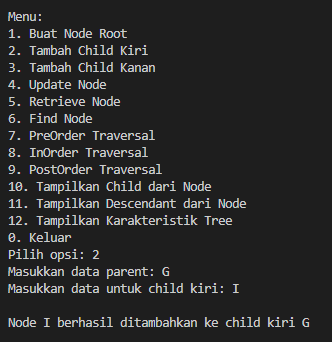 Menu:
1. Buat Node Root
2. Tambah Child Kiri
3. Tambah Child Kanan
4. Update Node
5. Retrieve Node
6. Find Node
7. PreOrder Traversal
8. InOrder Traversal
9. PostOrder Traversal
10. Tampilkan Child dari Node
11. Tampilkan Descendant dari Node
12. Tampilkan Karakteristik Tree
0. Keluar
Pilih opsi: 2
Masukkan data parent: G
Masukkan data untuk child kiri: I
Node I berhasil ditambahkan ke child kiri G